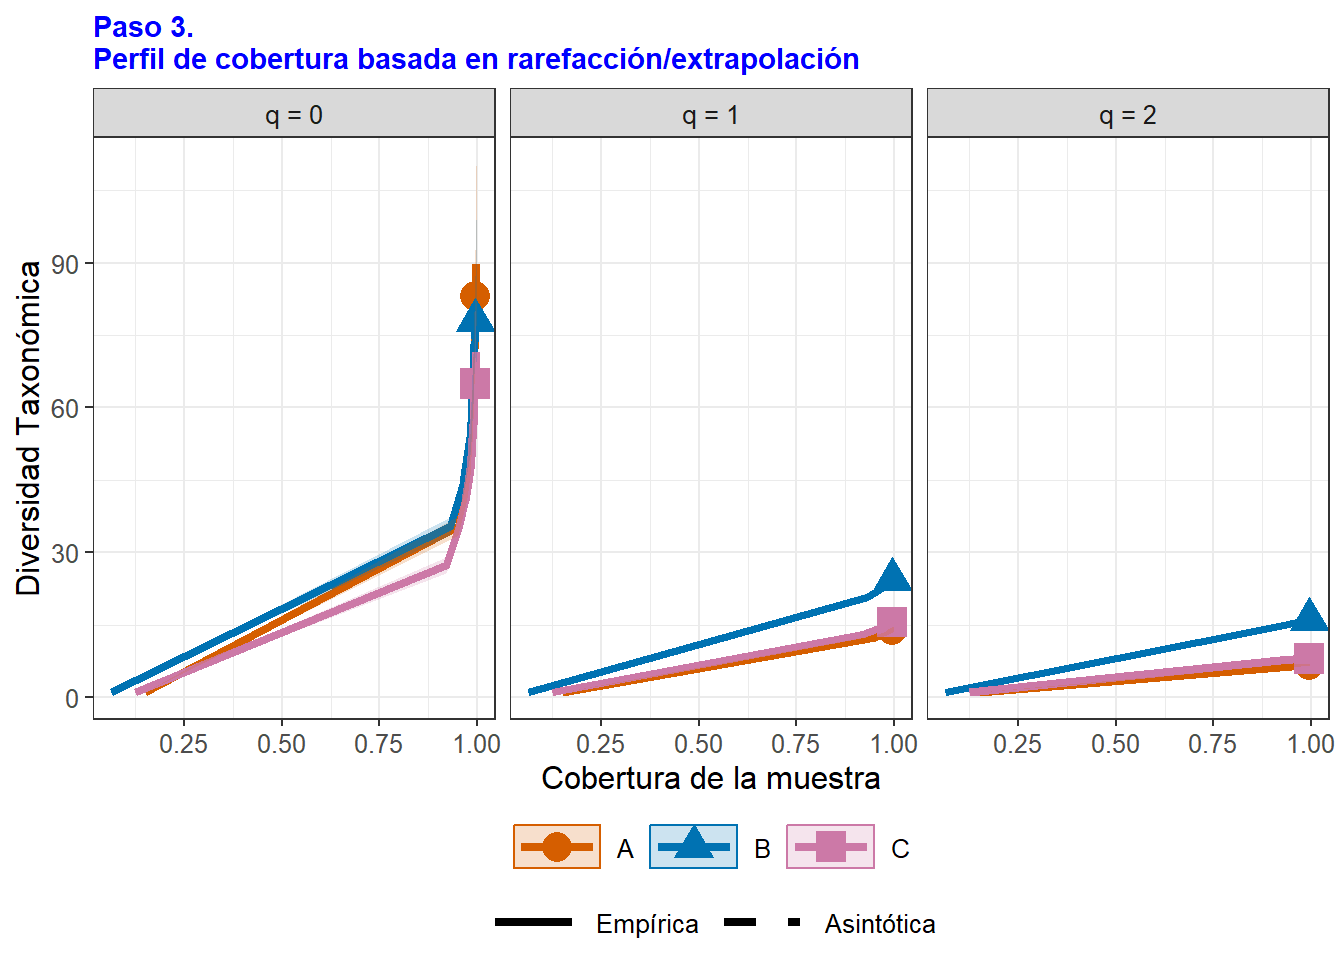 Paso 3.
Perfil de cobertura basada en rarefacción/extrapolación
q = 0
q = 1
q = 2
Diversidad Taxonómica
90
60
30
0
0.25 0.50 0.75 1.00
0.25 0.50 0.75 1.00
0.25 0.50 0.75 1.00
Cobertura de la muestra
A B C
Empírica Asintótica